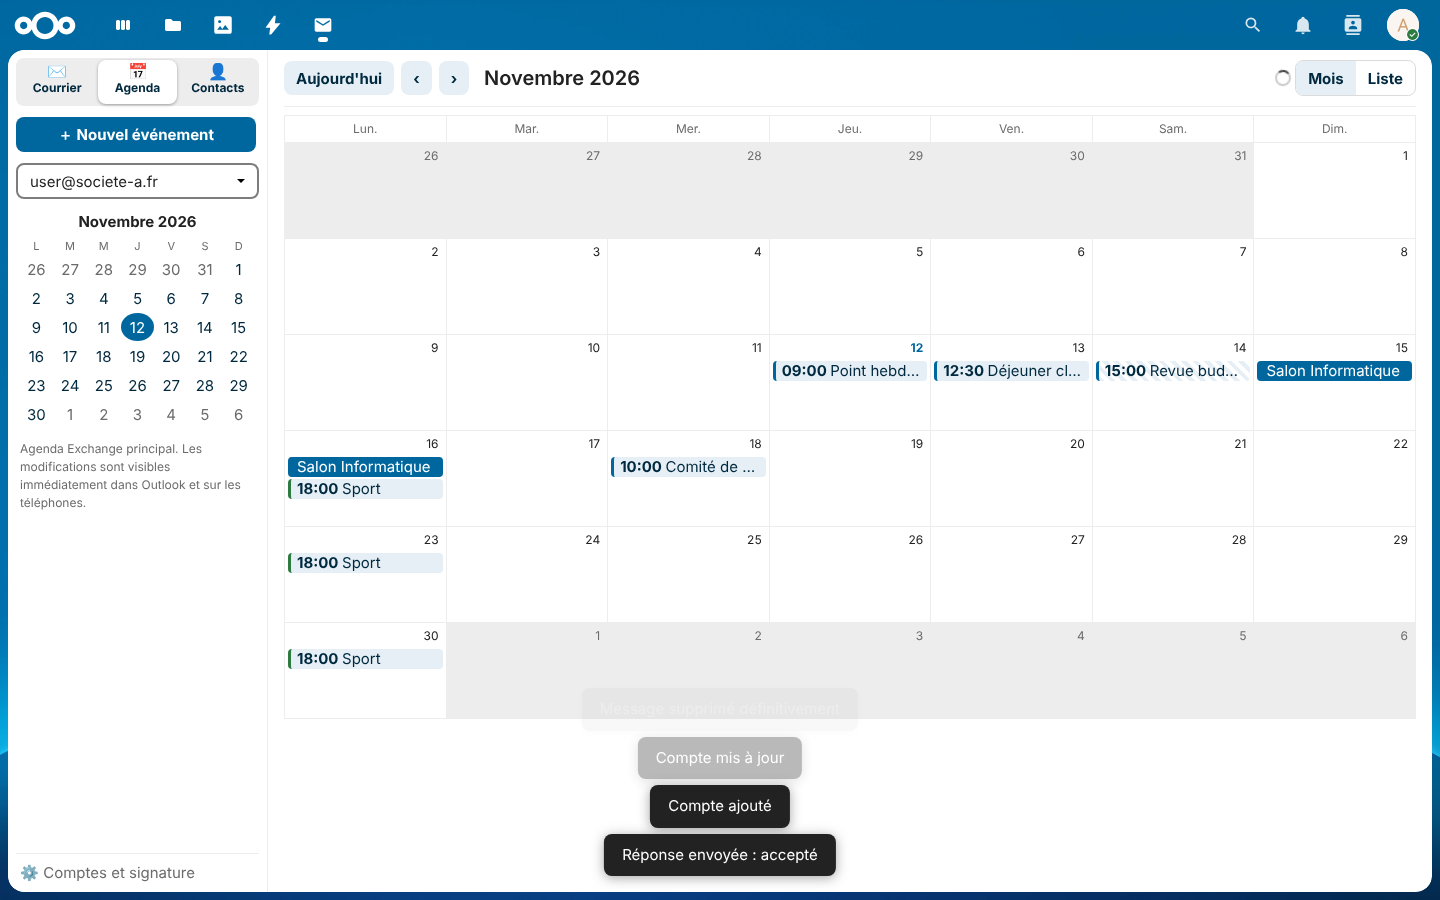 Courrier
Agenda
Contacts
+ Nouvel événement
user@societe-a.fr
Novembre 2026
L M M J V S D
26 27 28 29 30 31 1
2 3 4 5 6 7 8
9 10 11 12 13 14 15
16 17 18 19 20 21 22
23 24 25 26 27 28 29
30 1 2 3 4 5 6
Agenda Exchange principal. Les
modifications sont visibles
immédiatement dans Outlook et sur les
téléphones.
Comptes et signature
A
Aujourd'hui ‹ › Novembre 2026
Mois Liste
Lun. Mar. Mer. Jeu. Ven. Sam. Dim.
26 27 28 29 30 31 1
2 3 4 5 6 7 8
9 10 11 12 13 14 15
09:00 Point hebd... 12:30 Déjeuner cl... 15:00 Revue bud... Salon Informatique
16 17 18 19 20 21 22
Salon Informatique 10:00 Comité de ...
18:00 Sport
23 24 25 26 27 28 29
18:00 Sport
30 1 2 3 4 5 6
18:00 Sport
Message supprimé définitivement
Compte mis à jour
Compte ajouté
Réponse envoyée : accepté